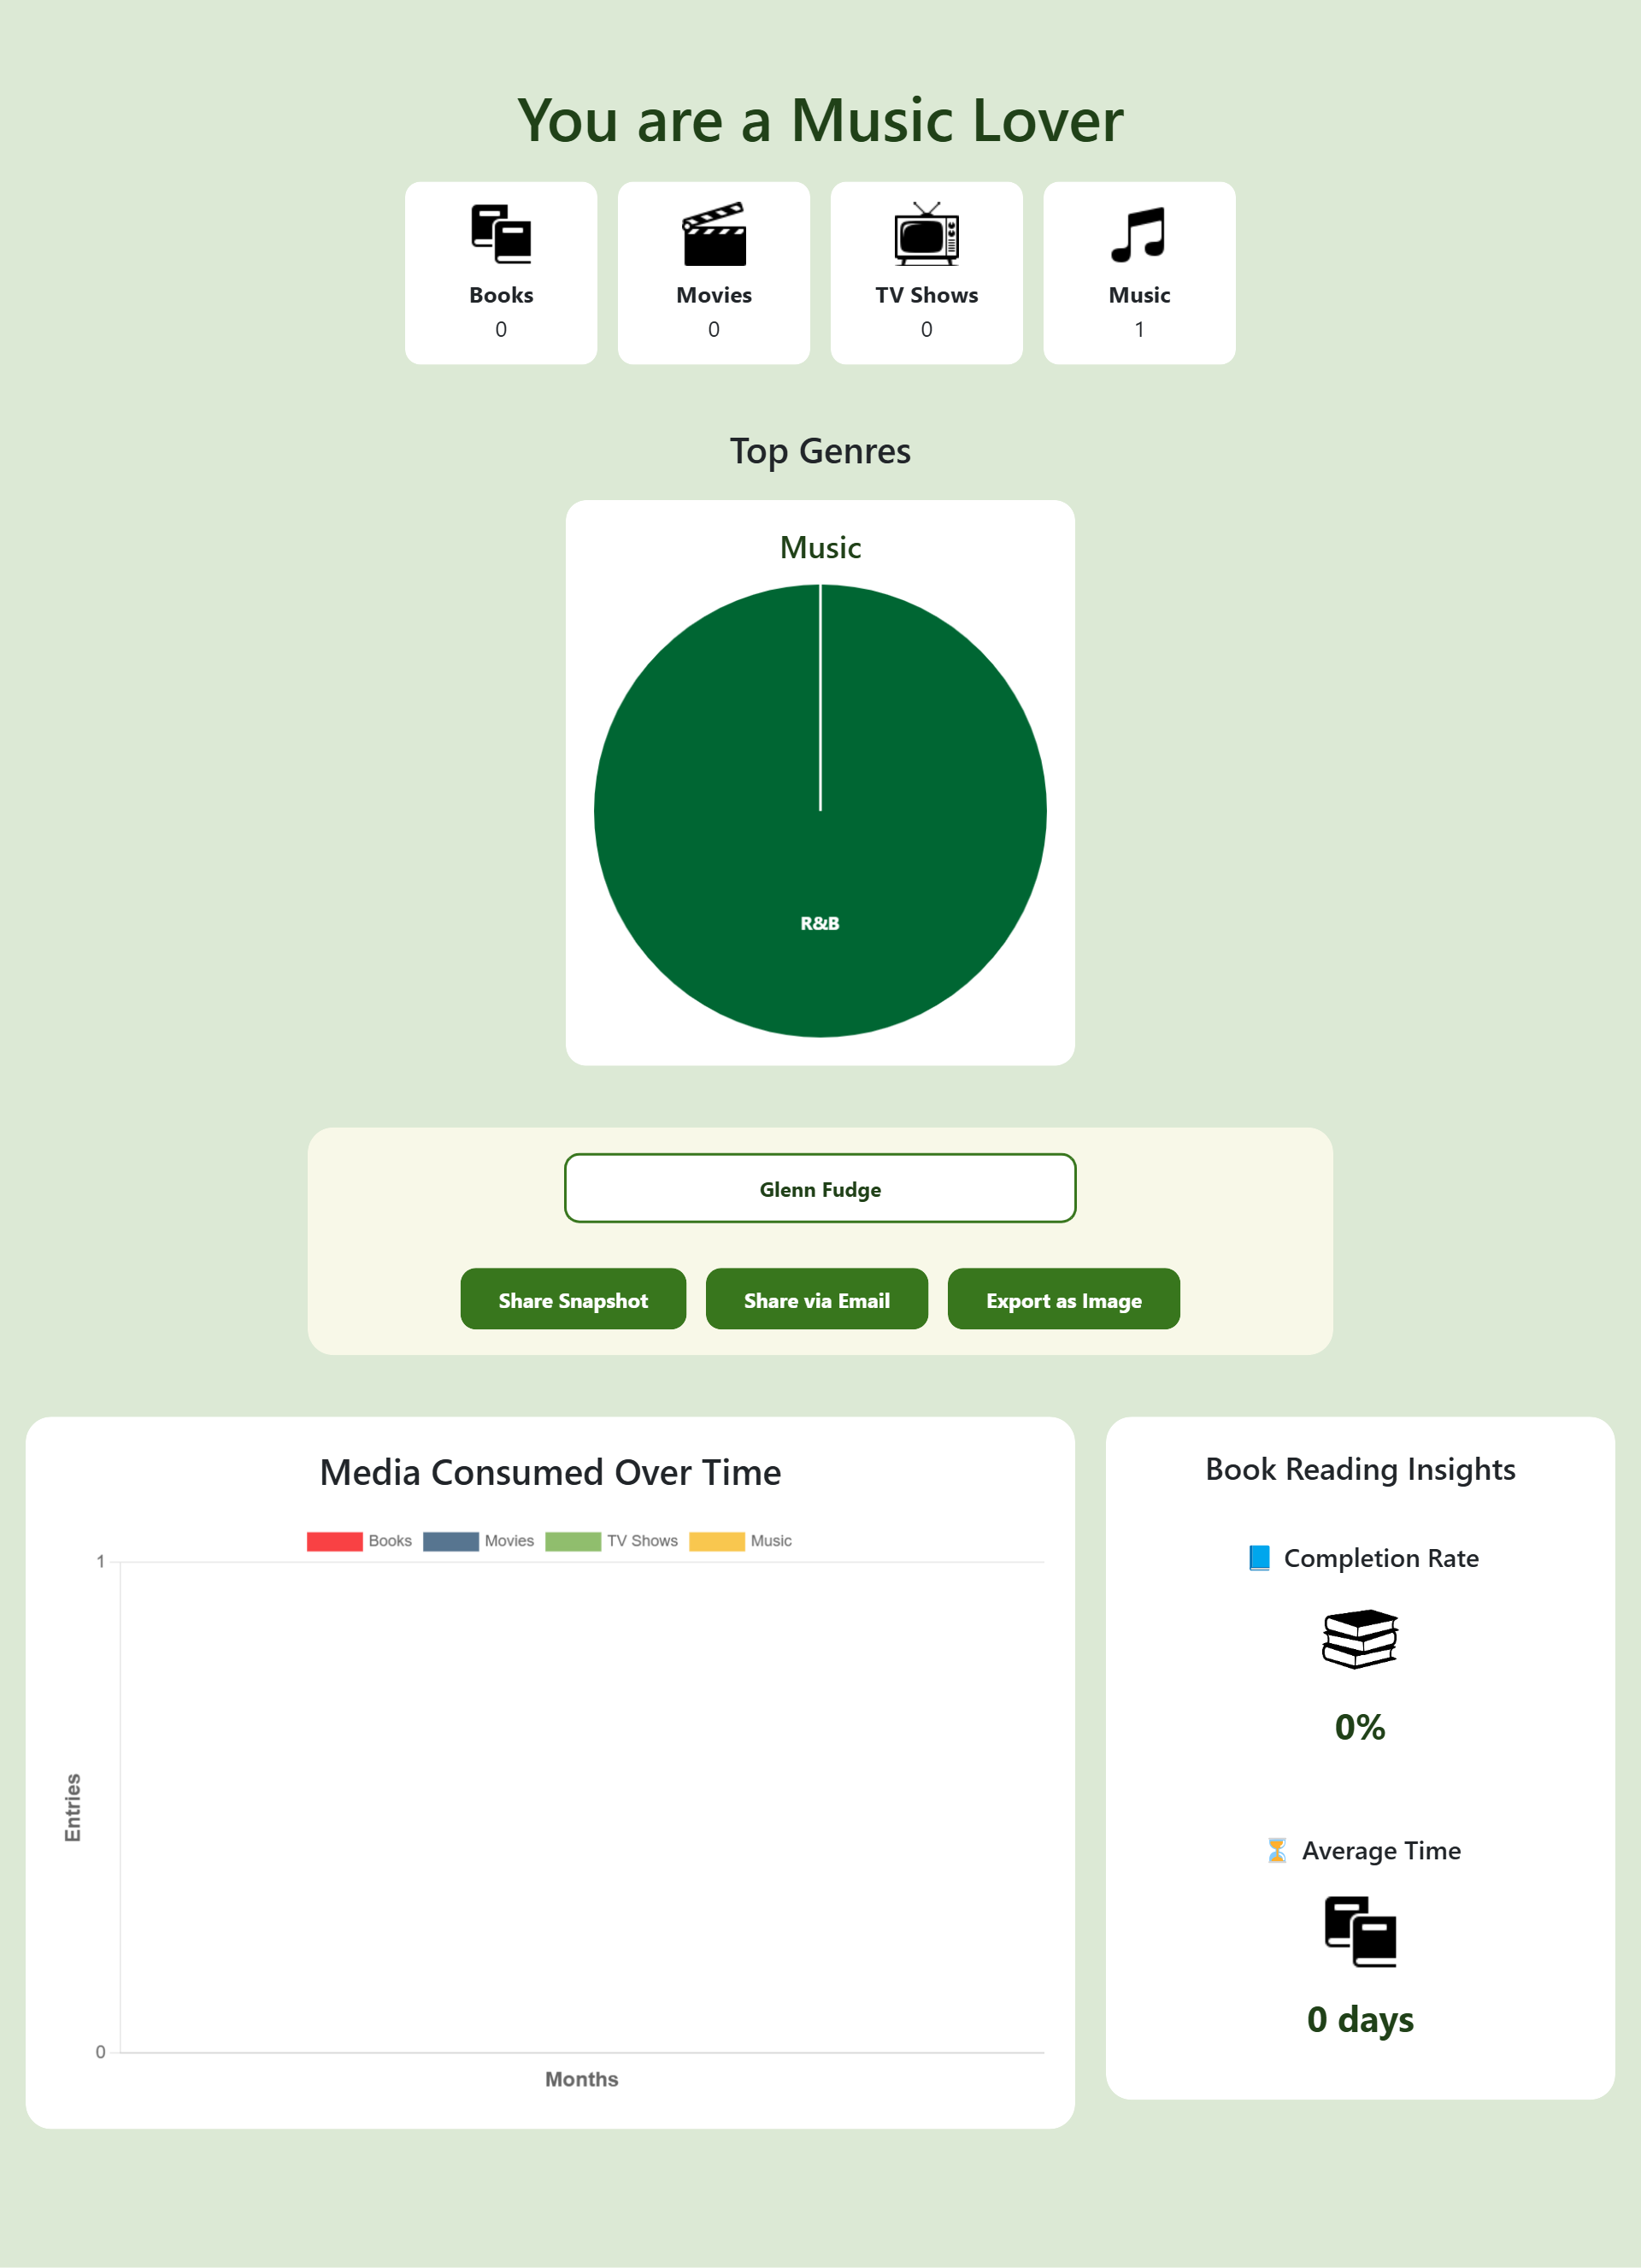 You are a Music Lover
Books
0
Movies
0
TV Shows
0
Music
1
Top Genres
Music
R&B
Glenn Fudge
Share Snapshot
Share via Email
Export as Image
Media Consumed Over Time
Books Movies TV Shows Music
1
Entries
0
Months
Book Reading Insights
Completion Rate
0%
Average Time
0 days